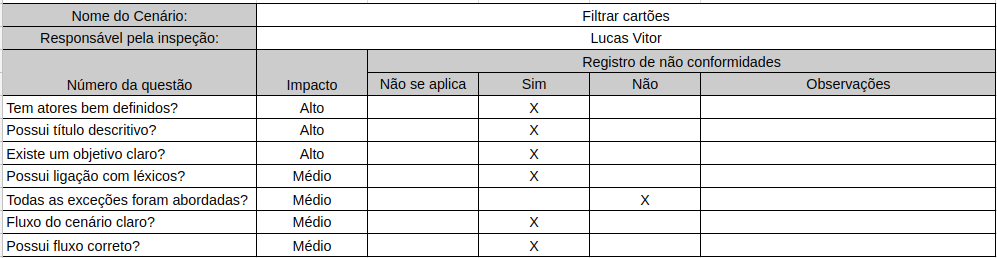 Nome do Cenário: Filtrar cartões
Responsável pela inspeção: Lucas Vitor
Registro de não conformidades
Número da questão Impacto Não se aplica Sim Não Observações
Tem atores bem definidos? Alto X
Possui título descritivo? Alto X
Existe um objetivo claro? Alto X
Possui ligação com léxicos? Médio X
Todas as exceções foram abordadas? Médio X
Fluxo do cenário claro? Médio X
Possui fluxo correto? Médio X